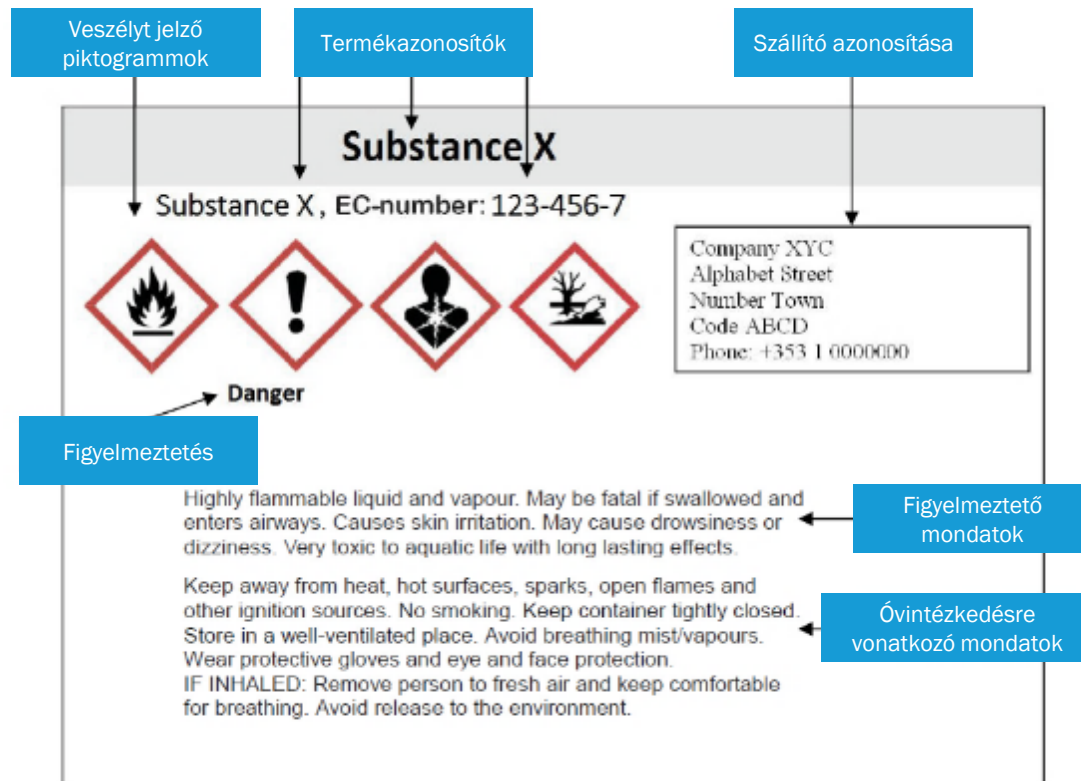 Veszélyt jelző
piktogrammok
Termékazonosítók
Szállító azonosítása
Substance X
Substance X, EC-number: 123-456-7
Company XYC
Alphabet Street
Number Town
Code ABCD
Phone: +353 1 0000000
Danger
Figyelmeztetés
Highly flammable liquid and vapour. May be fatal if swallowed and
enters airways. Causes skin irritation. May cause drowsiness or
dizziness. Very toxic to aquatic life with long lasting effects.
Figyelmeztető
mondatok
Keep away from heat, hot surfaces, sparks, open flames and
other ignition sources. No smoking. Keep container tightly closed.
Store in a well-ventilated place. Avoid breathing mist/vapours.
Wear protective gloves and eye and face protection.
IF INHALED: Remove person to fresh air and keep comfortable
for breathing. Avoid release to the environment.
Óvintézkedésre
vonatkozó mondatok